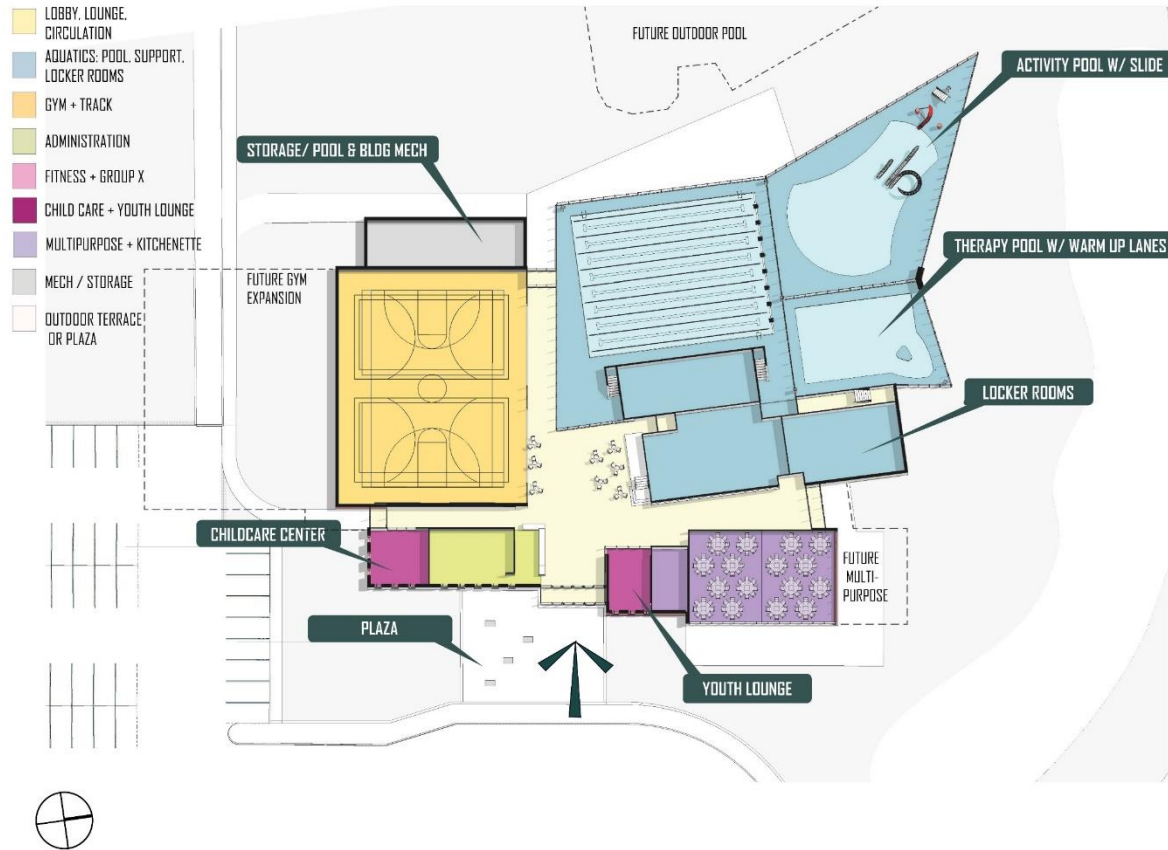 LOBBY, LOUNGE,
CIRCULATION
AQUATICS: POOL, SUPPORT,
LOCKER ROOMS
GYM + TRACK
ADMINISTRATION
FITNESS + GROUP X
CHILD CARE + YOUTH LOUNGE
MULTIPURPOSE + KITCHENETTE
MECH / STORAGE
OUTDOOR TERRACE
OR PLAZA
FUTURE OUTDOOR POOL
ACTIVITY POOL W/ SLIDE
STORAGE/ POOL & BLDG MECH
THERAPY POOL W/ WARM UP LANES
FUTURE GYM
EXPANSION
LOCKER ROOMS
CHILDCARE CENTER
FUTURE
MULTI-
PURPOSE
PLAZA
YOUTH LOUNGE